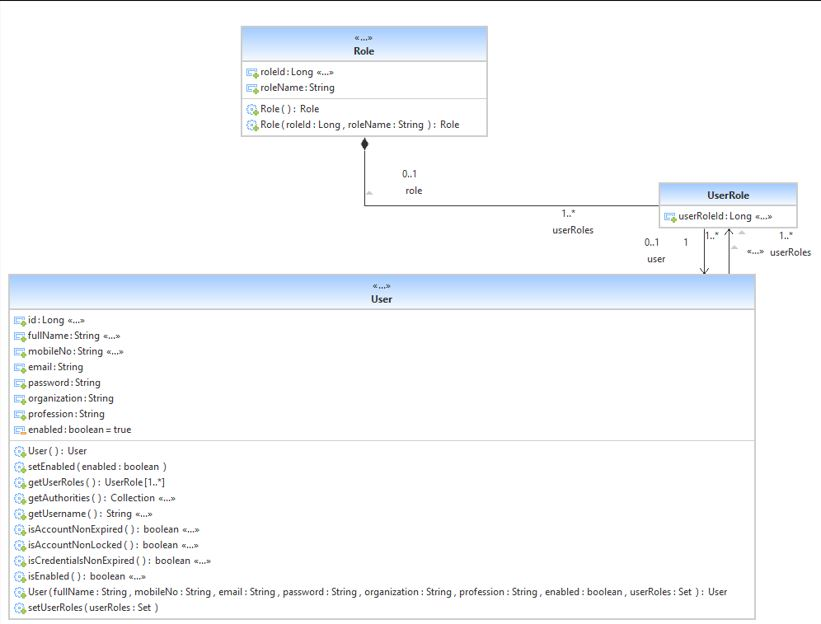 «...»
Role
roleId : Long «...»
roleName : String
Role ( ) : Role
Role ( roleId : Long , roleName : String ) : Role
0..1
role
1..*
userRoles
UserRole
userRoleId : Long «...»
0..1
user
1
1..*
«...»
1..*
userRoles
«...»
User
id : Long «...»
fullName : String «...»
mobileNo : String «...»
email : String
password : String
organization : String
profession : String
enabled : boolean = true
User ( ) : User
setEnabled ( enabled : boolean )
getUserRoles ( ) : UserRole [1..*]
getAuthorities ( ) : Collection «...»
getUsername ( ) : String «...»
isAccountNonExpired ( ) : boolean «...»
isAccountNonLocked ( ) : boolean «...»
isCredentialsNonExpired ( ) : boolean «...»
isEnabled ( ) : boolean «...»
User ( fullName : String , mobileNo : String , email : String , password : String , organization : String , profession : String , enabled : boolean , userRoles : Set ) : User
setUserRoles ( userRoles : Set )